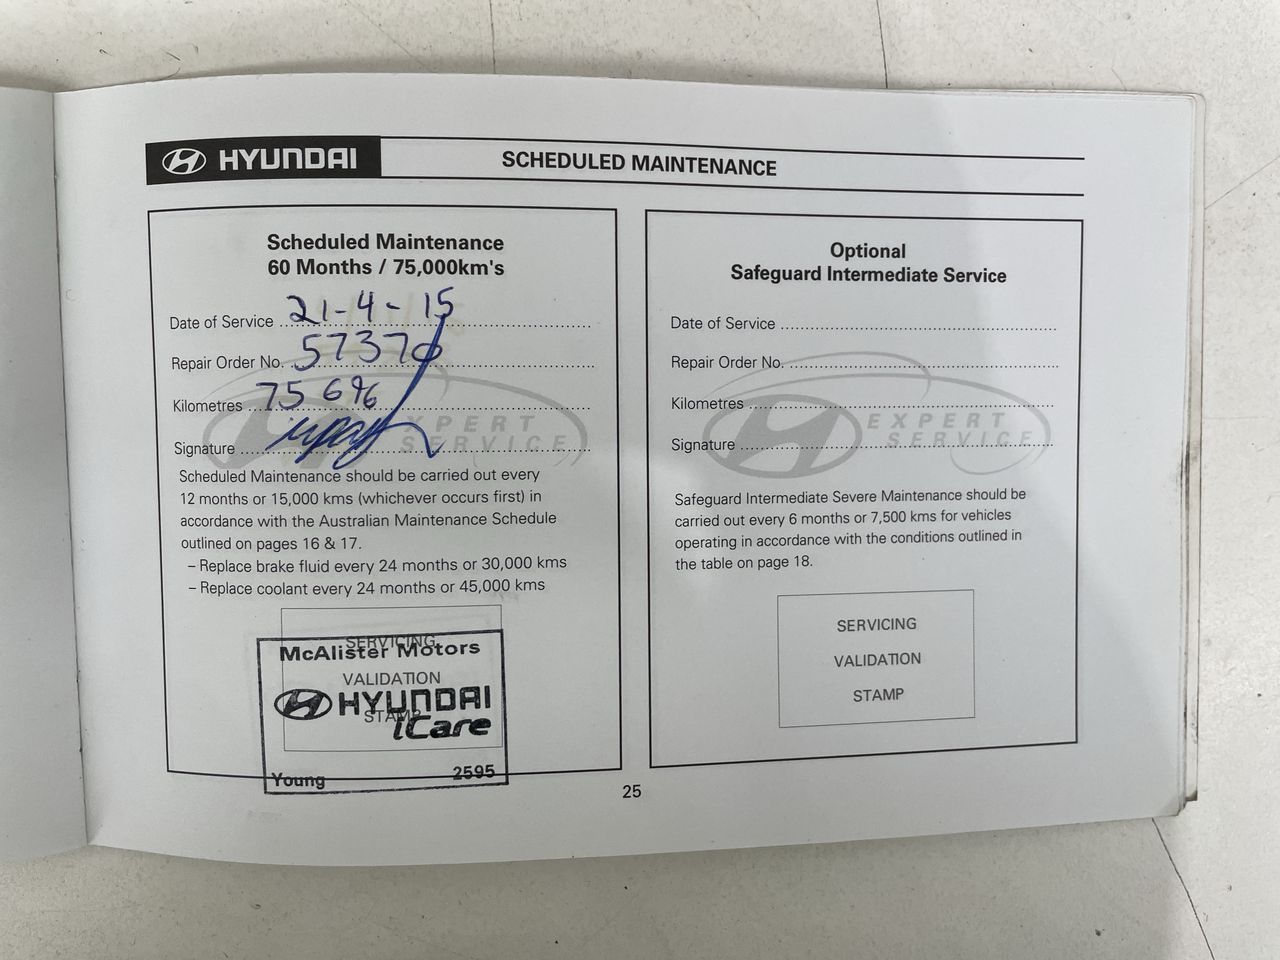 HYUNDAI
SCHEDULED MAINTENANCE
Scheduled Maintenance
60 Months / 75,000km's
Date of Service 21-4-15
Repair Order No. 57370
Kilometres 75 696
Signature
EXPERT
SERVICE
Scheduled Maintenance should be carried out every
12 months or 15,000 kms (whichever occurs first) in
accordance with the Australian Maintenance Schedule
outlined on pages 16 & 17.
– Replace brake fluid every 24 months or 30,000 kms
– Replace coolant every 24 months or 45,000 kms
SERVICING
VALIDATION
STAMP
McAlister Motors
HYUNDAI
iCare
Young 2595
Optional
Safeguard Intermediate Service
Date of Service
Repair Order No.
Kilometres
Signature
EXPERT
SERVICE
Safeguard Intermediate Severe Maintenance should be
carried out every 6 months or 7,500 kms for vehicles
operating in accordance with the conditions outlined in
the table on page 18.
SERVICING
VALIDATION
STAMP
25